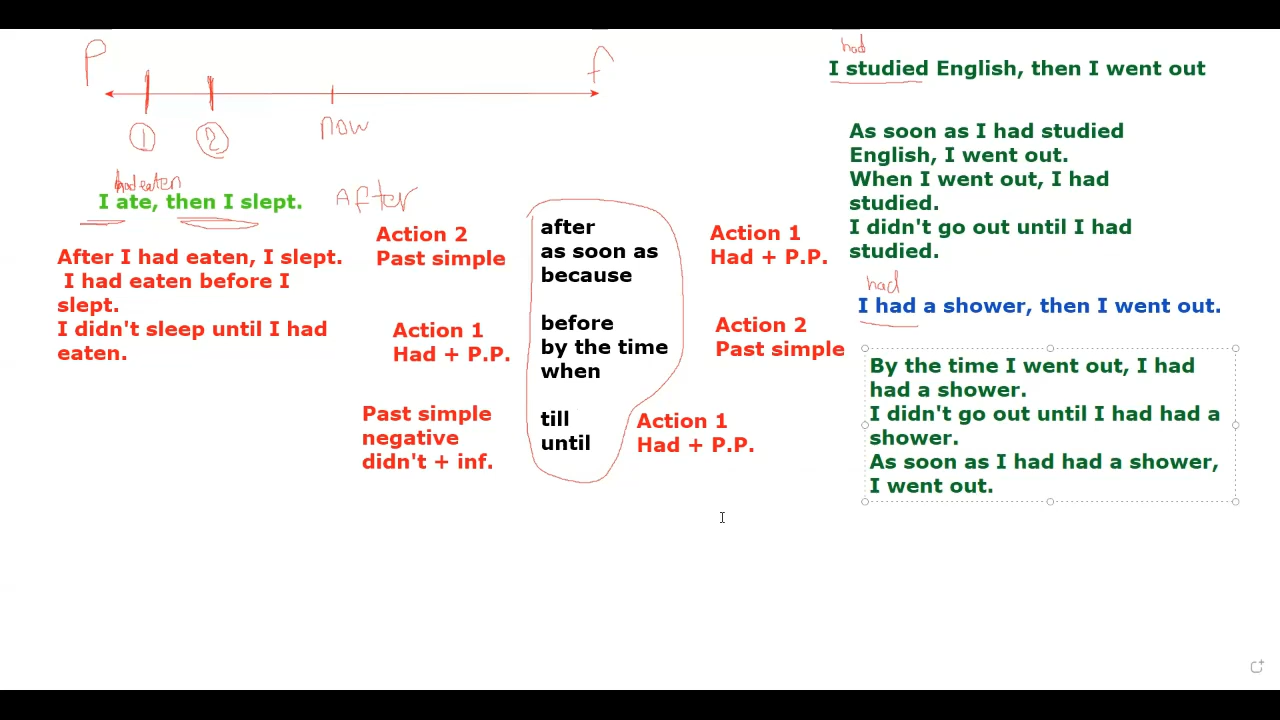 P
f
now
1
2
had eaten
I ate, then I slept.
After
After I had eaten, I slept.
I had eaten before I
slept.
I didn't sleep until I had
eaten.
Action 2
Past simple
after
as soon as
because
Action 1
Had + P.P.
Action 1
Had + P.P.
before
by the time
when
Action 2
Past simple
Past simple
negative
didn't + inf.
till
until
Action 1
Had + P.P.
had
I studied English, then I went out
As soon as I had studied
English, I went out.
When I went out, I had
studied.
I didn't go out until I had
studied.
had
I had a shower, then I went out.
By the time I went out, I had
had a shower.
I didn't go out until I had had a
shower.
As soon as I had had a shower,
I went out.